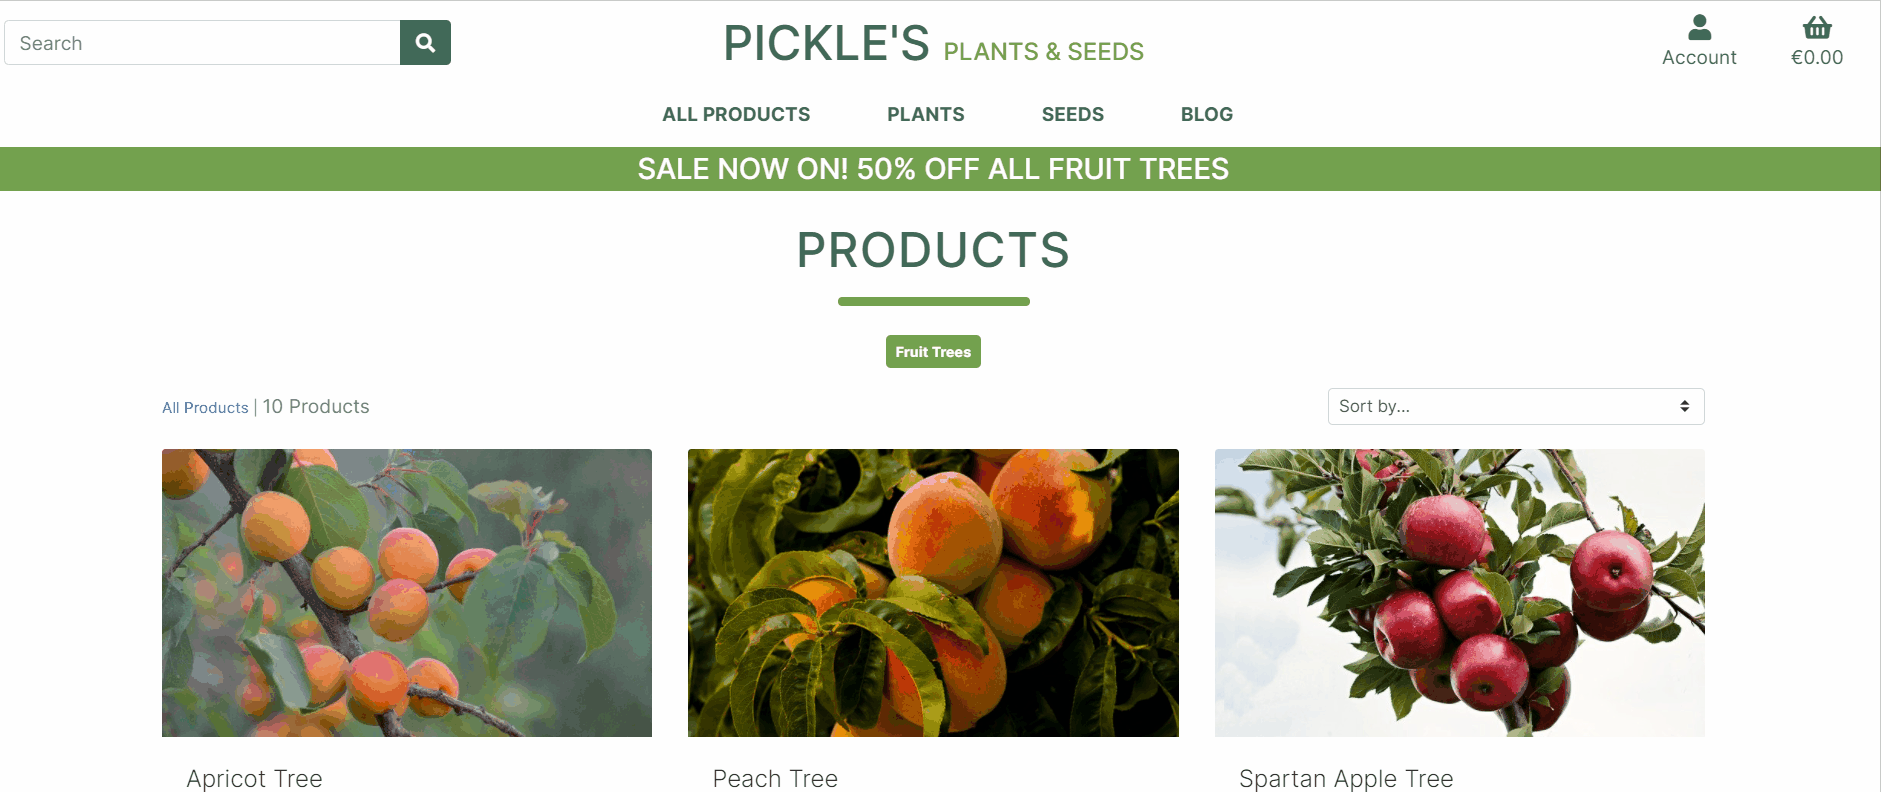 Search
PICKLE'S PLANTS & SEEDS
Account
€0.00
ALL PRODUCTS PLANTS SEEDS BLOG
SALE NOW ON! 50% OFF ALL FRUIT TREES
PRODUCTS
Fruit Trees
All Products | 10 Products
Sort by...
Apricot Tree
Peach Tree
Spartan Apple Tree